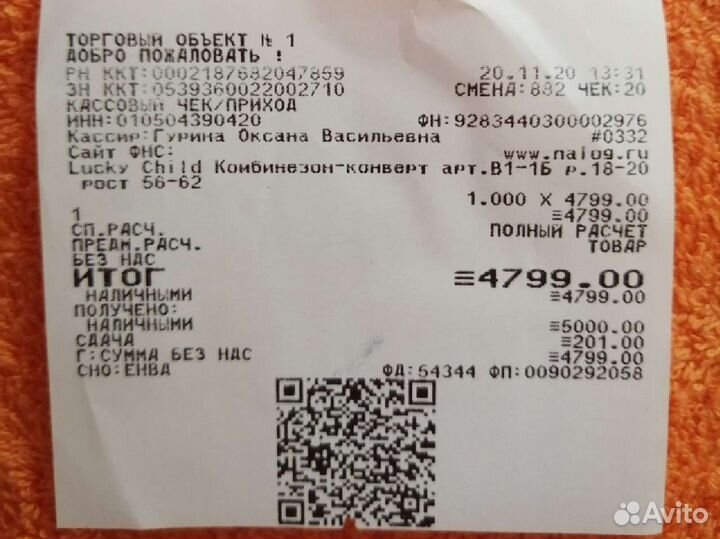 ТОРГОВЫЙ ОБЪЕКТ № 1
ДОБРО ПОЖАЛОВАТЬ !
РН ККТ:0002187682047859 20.11.20 13:31
ЗН ККТ:0539360022002710 СМЕНА:882 ЧЕК:20
КАССОВЫЙ ЧЕК/ПРИХОД
ИНН:010504390420 ФН:9283440300002976
Кассир:Гурина Оксана Васильевна #0332
Сайт ФНС: www.nalog.ru
Lucky Child Комбинезон-конверт арт.В1-1Б р.18-20
рост 56-62
1.000 X 4799.00
1 ≡4799.00
СП.РАСЧ. ПОЛНЫЙ РАСЧЕТ
ПРЕДМ.РАСЧ. ТОВАР
БЕЗ НДС
ИТОГ ≡4799.00
НАЛИЧНЫМИ ≡4799.00
ПОЛУЧЕНО:
НАЛИЧНЫМИ ≡5000.00
СДАЧА ≡201.00
Г:СУММА БЕЗ НДС ≡4799.00
СНО:ЕНВД ФД:54344 ФП:0090292058
Avito